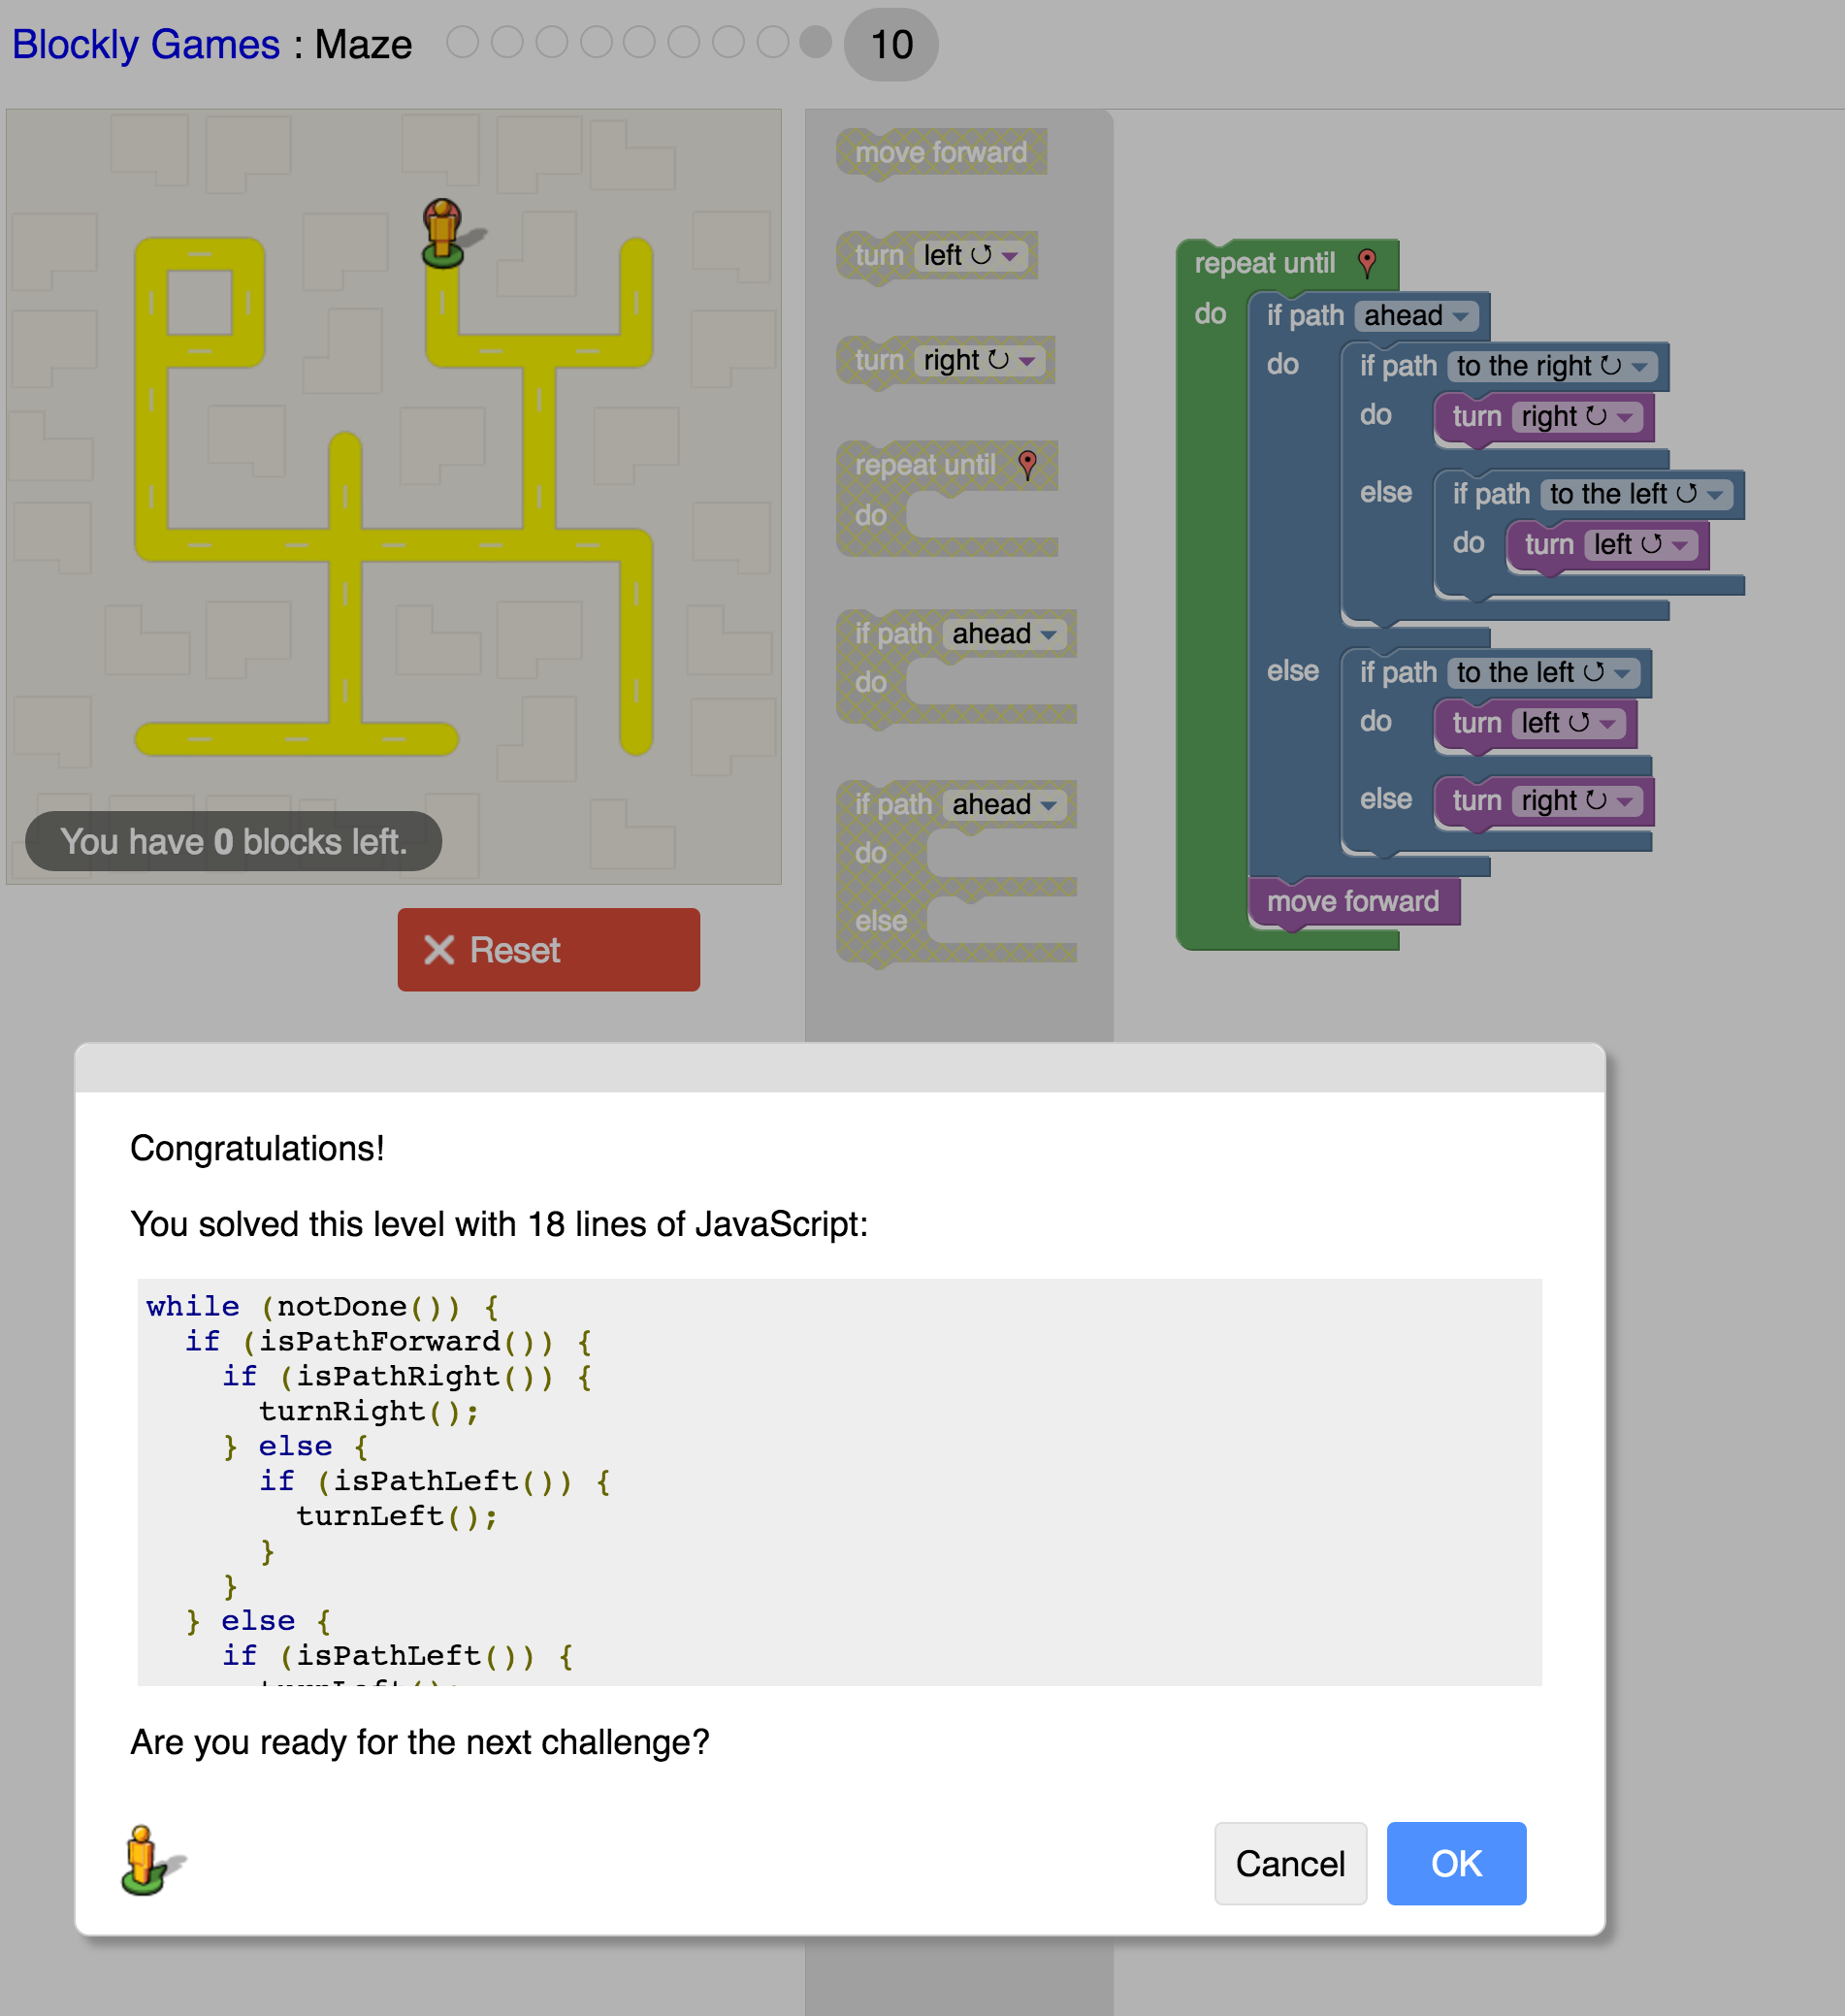 Blockly Games : Maze 10
move forward
turn left
turn right
repeat until
do
if path ahead
do
if path ahead
do
else
You have 0 blocks left.
Reset
repeat until
do if path ahead
do if path to the right
do turn right
else if path to the left
do turn left
else if path to the left
do turn left
else turn right
move forward
Congratulations!
You solved this level with 18 lines of JavaScript:
while (notDone()) {
  if (isPathForward()) {
    if (isPathRight()) {
      turnRight();
    } else {
      if (isPathLeft()) {
        turnLeft();
      }
    }
  } else {
    if (isPathLeft()) {
Are you ready for the next challenge?
Cancel OK